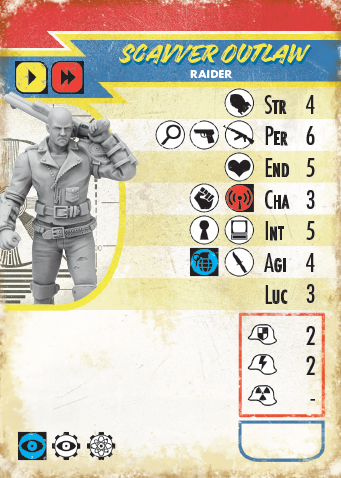 SCAVVER OUTLAW
RAIDER
STR 4
PER 6
END 5
CHA 3
INT 5
AGI 4
LUC 3
2
2
-